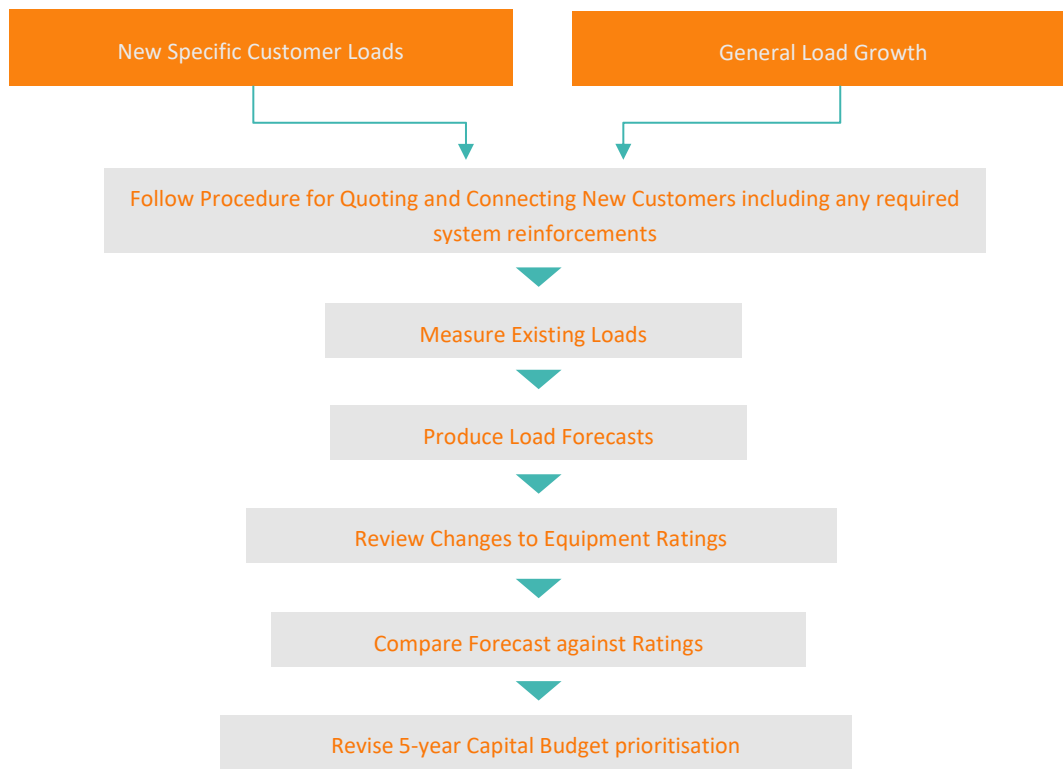 New Specific Customer Loads
General Load Growth
Follow Procedure for Quoting and Connecting New Customers including any required
system reinforcements
Measure Existing Loads
Produce Load Forecasts
Review Changes to Equipment Ratings
Compare Forecast against Ratings
Revise 5-year Capital Budget prioritisation